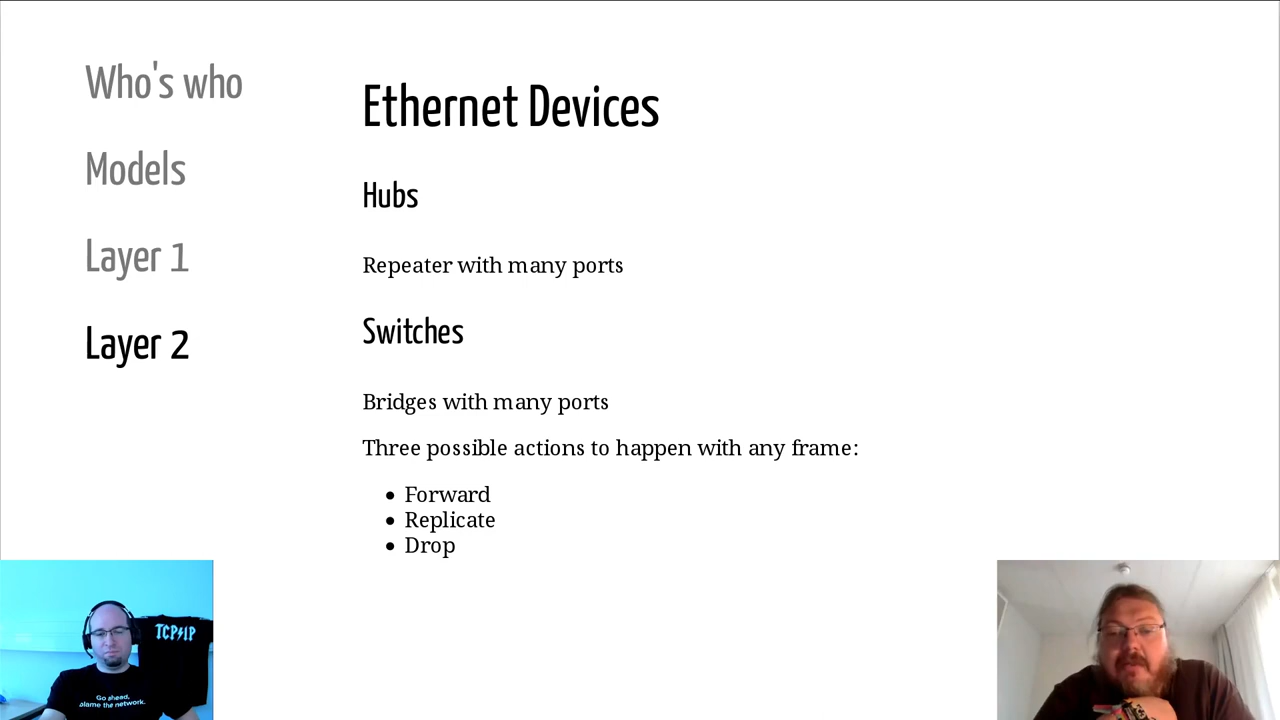 Who's who
Models
Layer 1
Layer 2
Ethernet Devices
Hubs
Repeater with many ports
Switches
Bridges with many ports
Three possible actions to happen with any frame:
• Forward
• Replicate
• Drop
TCP⚡IP
Go ahead,
blame the network.